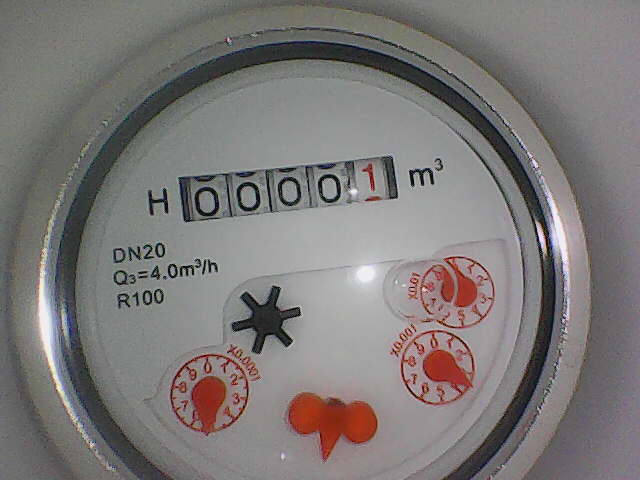 H 00001 m³
DN20
Q₃=4.0m³/h
R100
X0.01
X0.001
X0.0001